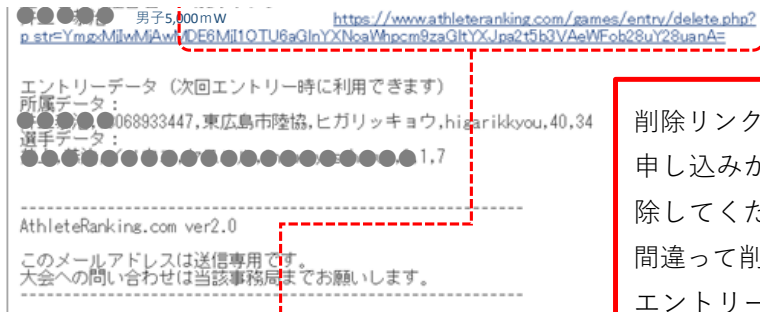 男子5,000mW https://www.athleteranking.com/games/entry/delete.php?
エントリーデータ（次回エントリー時に利用できます）
所属データ：
068933447,東広島市陸協,ヒガリッキョウ,higarikkyou,40,34
選手データ：
1,7
AthleteRanking.com ver2.0
このメールアドレスは送信専用です。
大会への問い合わせは当該事務局までお願いします。
削除リンク
申し込みか
除してくだ
間違って削
エントリー